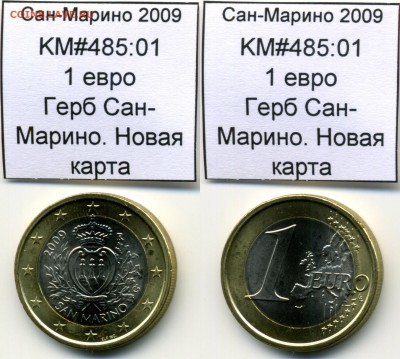 Сан-Марино 2009
KM#485:01
1 евро
Герб Сан-
Марино. Новая
карта
Сан-Марино 2009
KM#485:01
1 евро
Герб Сан-
Марино. Новая
карта
2009
SAN MARINO
1 EURO